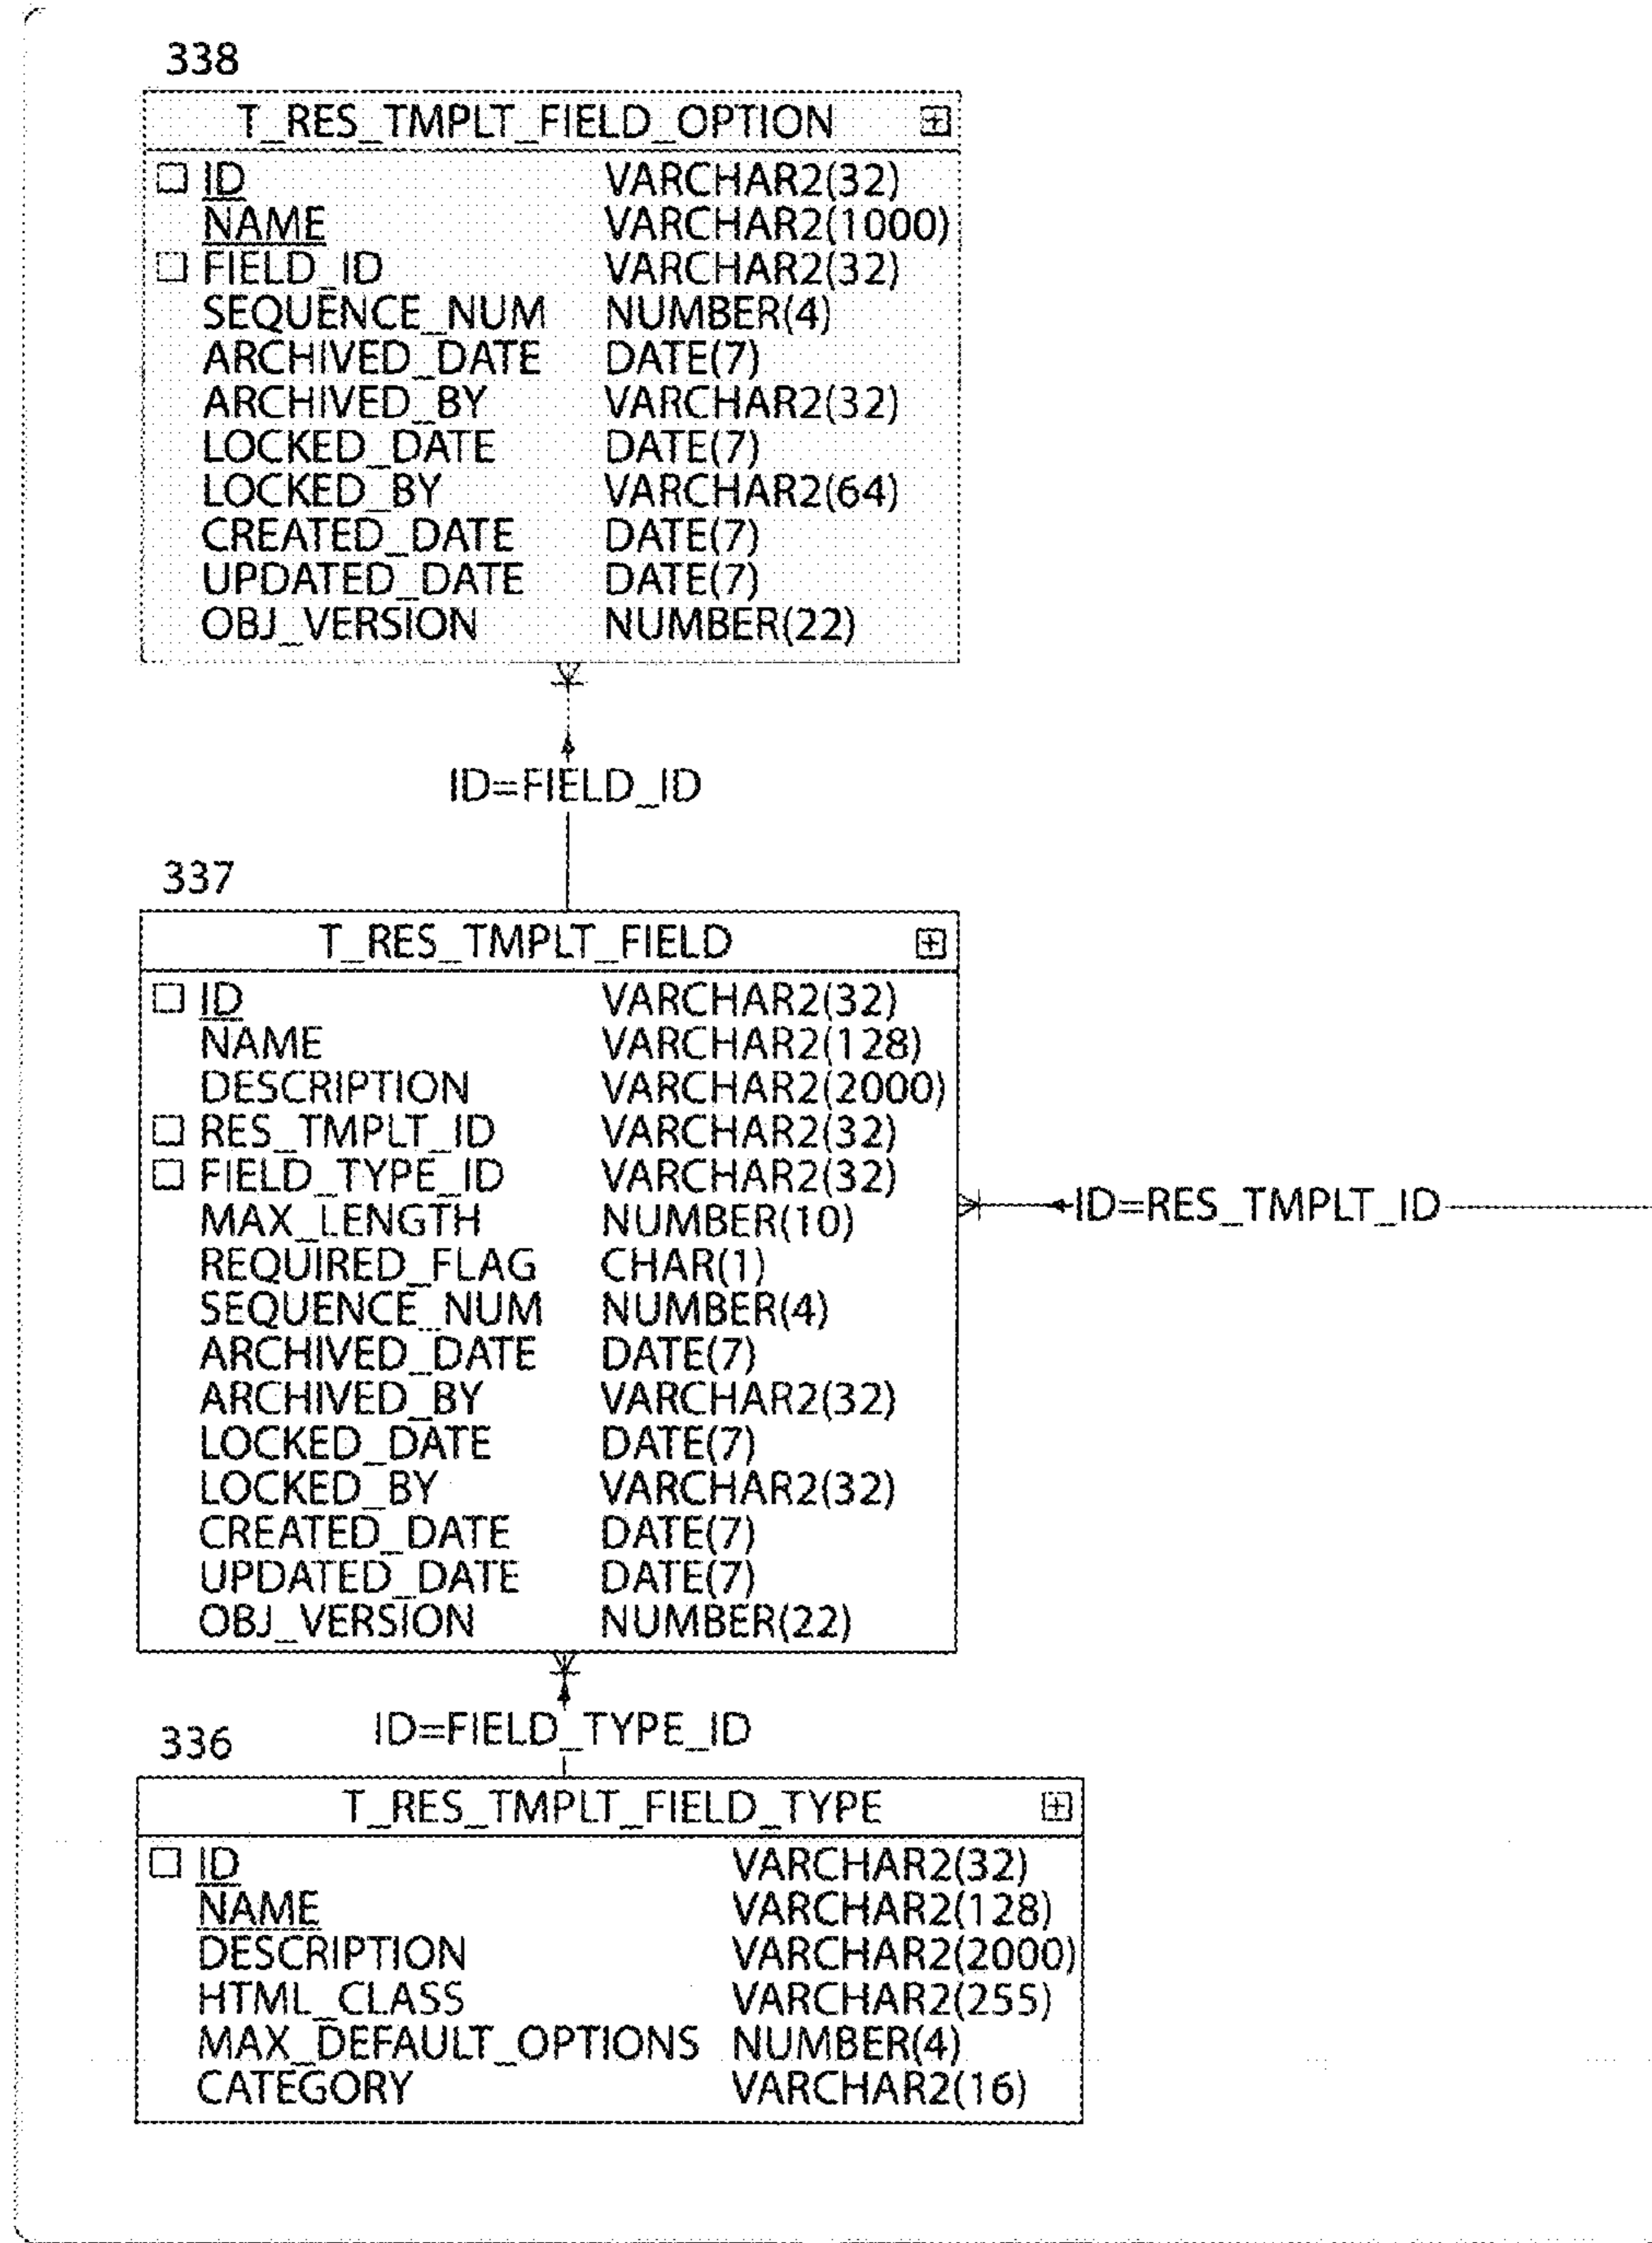 338
T_RES_TMPLT_FIELD_OPTION
ID VARCHAR2(32)
NAME VARCHAR2(1000)
FIELD_ID VARCHAR2(32)
SEQUENCE_NUM NUMBER(4)
ARCHIVED_DATE DATE(7)
ARCHIVED_BY VARCHAR2(32)
LOCKED_DATE DATE(7)
LOCKED_BY VARCHAR2(64)
CREATED_DATE DATE(7)
UPDATED_DATE DATE(7)
OBJ_VERSION NUMBER(22)
ID=FIELD_ID
337
T_RES_TMPLT_FIELD
ID VARCHAR2(32)
NAME VARCHAR2(128)
DESCRIPTION VARCHAR2(2000)
RES_TMPLT_ID VARCHAR2(32)
FIELD_TYPE_ID VARCHAR2(32)
MAX_LENGTH NUMBER(10)
REQUIRED_FLAG CHAR(1)
SEQUENCE_NUM NUMBER(4)
ARCHIVED_DATE DATE(7)
ARCHIVED_BY VARCHAR2(32)
LOCKED_DATE DATE(7)
LOCKED_BY VARCHAR2(32)
CREATED_DATE DATE(7)
UPDATED_DATE DATE(7)
OBJ_VERSION NUMBER(22)
ID=RES_TMPLT_ID
ID=FIELD_TYPE_ID
336
T_RES_TMPLT_FIELD_TYPE
ID VARCHAR2(32)
NAME VARCHAR2(128)
DESCRIPTION VARCHAR2(2000)
HTML_CLASS VARCHAR2(255)
MAX_DEFAULT_OPTIONS NUMBER(4)
CATEGORY VARCHAR2(16)